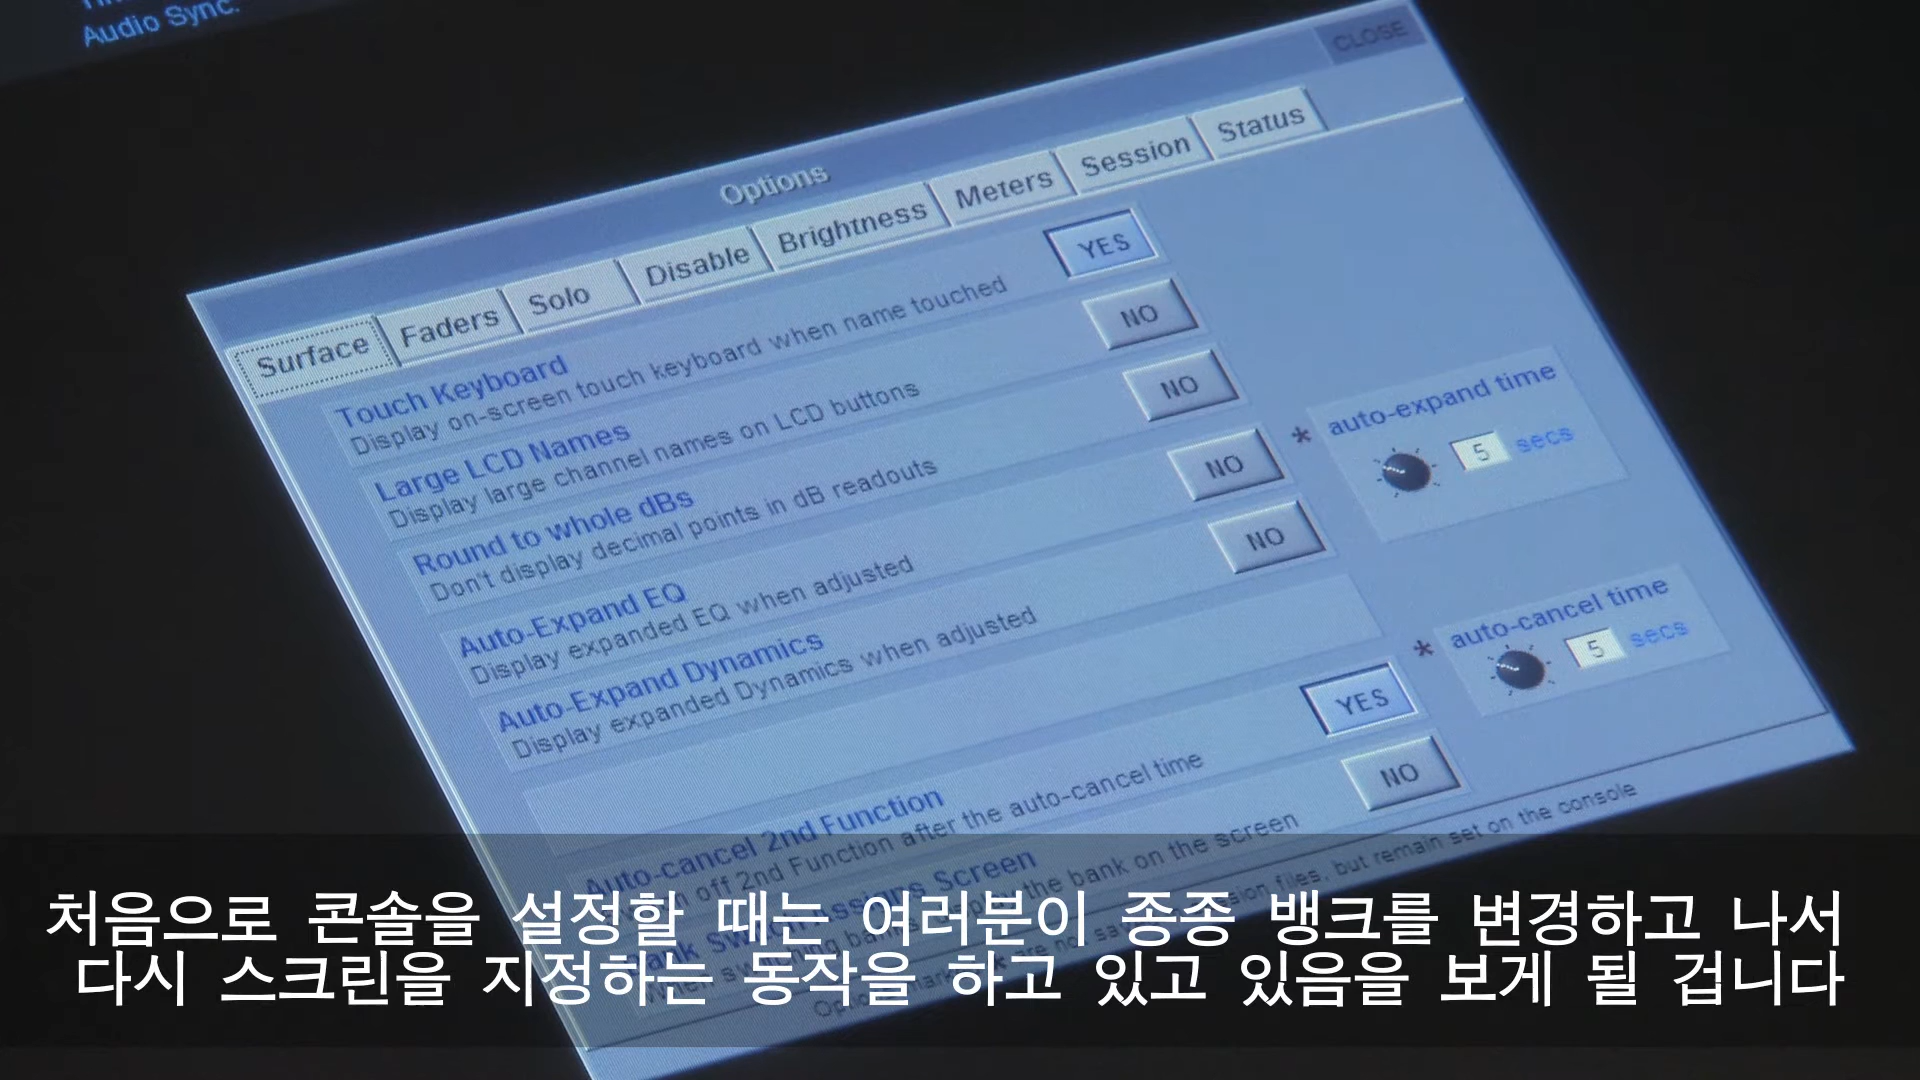 Audio Sync:
CLOSE
Options
Surface
Faders
Solo
Disable
Brightness
Meters
Session
Status
Touch Keyboard
Display on-screen touch keyboard when name touched
YES
Large LCD Names
Display large channel names on LCD buttons
NO
Round to whole dBs
Don't display decimal points in dB readouts
NO
Auto-Expand EQ
Display expanded EQ when adjusted
NO
*
auto-expand time
5 secs
Auto-Expand Dynamics
Display expanded Dynamics when adjusted
NO
Auto-cancel 2nd Function
off 2nd Function after the auto-cancel time
YES
*
auto-cancel time
5 secs
Screen
the bank on the screen
NO
files, but remain set on the console
처음으로 콘솔을 설정할 때는 여러분이 종종 뱅크를 변경하고 나서
다시 스크린을 지정하는 동작을 하고 있고 있음을 보게 될 겁니다